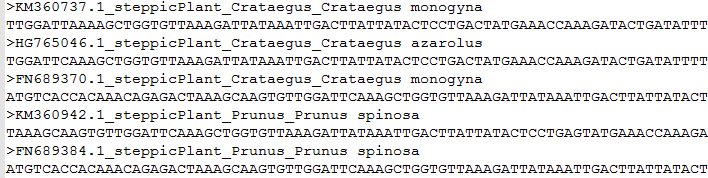 >KM360737.1_steppicPlant_Crataegus_Crataegus monogyna
TTGGATTAAAAGCTGGTGTTAAAGATTATAAATTGACTTATTATACTCCTGACTATGAAACCAAAGATACTGATATTT
>HG765046.1_steppicPlant_Crataegus_Crataegus azarolus
TGGATTCAAAGCTGGTGTTAAAGATTATAAATTGACTTATTATACTCCTGACTATGAAACCAAAGATACTGATATTTT
>FN689370.1_steppicPlant_Crataegus_Crataegus monogyna
ATGTCACCACAAACAGAGACTAAAGCAAGTGTTGGATTCAAAGCTGGTGTTAAAGATTATAAATTGACTTATTATACT
>KM360942.1_steppicPlant_Prunus_Prunus spinosa
TAAAGCAAGTGTTGGATTCAAAGCTGGTGTTAAAGATTATAAATTGACTTATTATACTCCTGAGTATGAAACCAAAGA
>FN689384.1_steppicPlant_Prunus_Prunus spinosa
ATGTCACCACAAACAGAGACTAAAGCAAGTGTTGGATTCAAAGCTGGTGTTAAAGATTATAAATTGACTTATTATACT